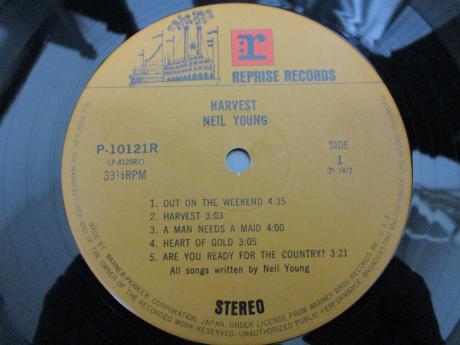 r
REPRISE RECORDS
HARVEST
NEIL YOUNG
P-10121R
(P-8120R1)
33⅓RPM
SIDE
1
Ⓟ 1972
1. OUT ON THE WEEKEND 4:35
2. HARVEST 3:03
3. A MAN NEEDS A MAID 4:00
4. HEART OF GOLD 3:05
5. ARE YOU READY FOR THE COUNTRY? 3:21
All songs written by Neil Young
STEREO
MADE BY WARNER-PIONEER CORPORATION, JAPAN, UNDER LICENSE FROM WARNER BROS RECORDS INC., U.S.A.
ALL RIGHTS OF THE MANUFACTURER AND OF THE OWNER OF THE RECORDED WORK RESERVED. UNAUTHORIZED PUBLIC PERFORMANCE, BROADCASTING AND COPYING OF THIS RECORD PROHIBITED